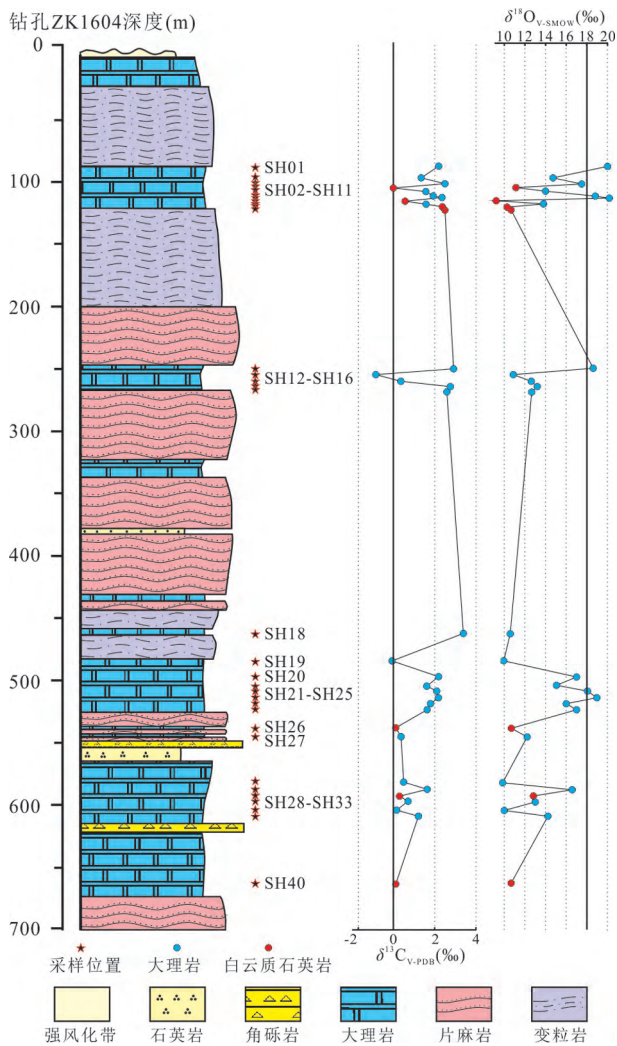 钻孔ZK1604深度(m)
δ18OV-SMOW(‰)
10 12 14 16 18 20
0
SH01
100
SH02-SH11
200
SH12-SH16
300
400
SH18
SH19
SH20
500
SH21-SH25
SH26
SH27
600
SH28-SH33
SH40
700
-2 0 2 4
δ13CV-PDB(‰)
采样位置 大理岩 白云质石英岩
强风化带 石英岩 角砾岩 大理岩 片麻岩 变粒岩